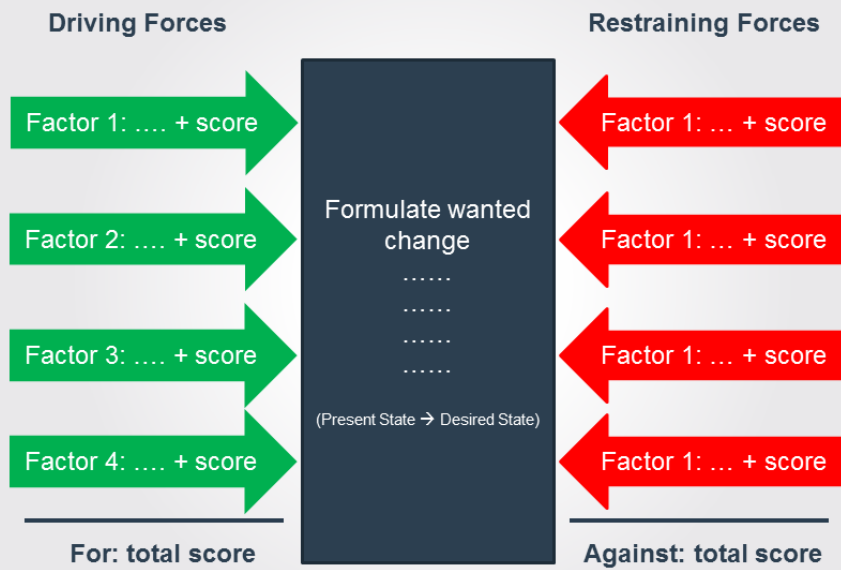 Driving Forces
Restraining Forces
Factor 1: .... + score
Factor 2: .... + score
Factor 3: .... + score
Factor 4: .... + score
Formulate wanted
change
......
......
......
......
(Present State → Desired State)
Factor 1: ... + score
Factor 1: ... + score
Factor 1: ... + score
Factor 1: ... + score
For: total score
Against: total score